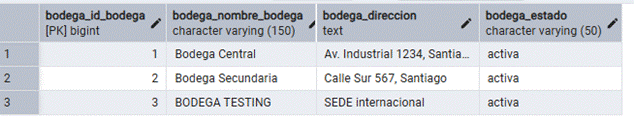 bodega_id_bodega bodega_nombre_bodega bodega_direccion bodega_estado
[PK] bigint character varying (150) text character varying (50)
1 1 Bodega Central Av. Industrial 1234, Santia... activa
2 2 Bodega Secundaria Calle Sur 567, Santiago activa
3 3 BODEGA TESTING SEDE internacional activa